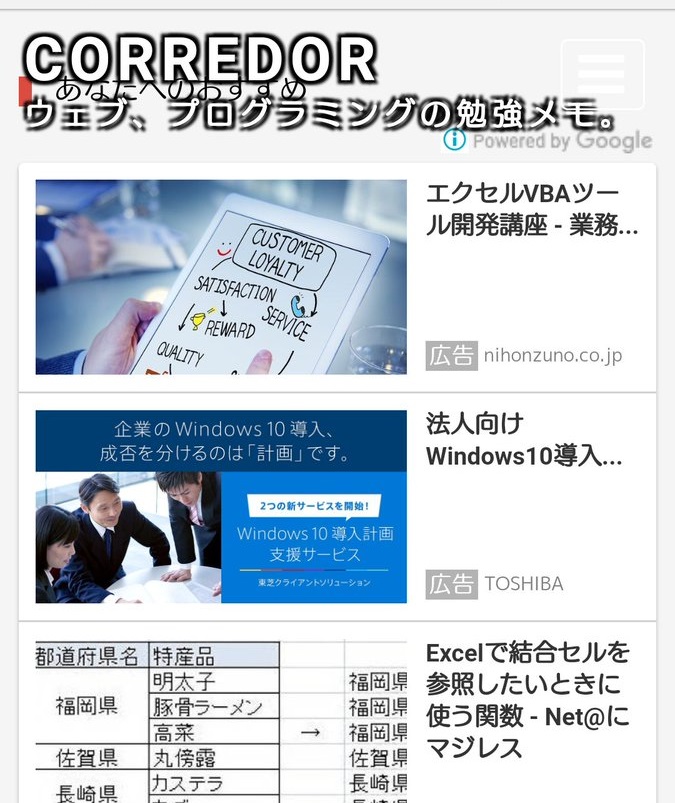 CORREDOR
あなたへのおすすめ
ウェブ、プログラミングの勉強メモ。
Powered by Google
CUSTOMER
LOYALTY
SATISFACTION
SERVICE
REWARD
QUALITY
エクセルVBAツー
ル開発講座 - 業務...
広告 nihonzuno.co.jp
企業の Windows 10 導入、
成否を分けるのは「計画」です。
2つの新サービスを開始!
Windows 10 導入計画
支援サービス
東芝クライアントソリューション
法人向け
Windows10導入...
広告 TOSHIBA
都道府県名 特産品
明太子 福岡県
福岡県 豚骨ラーメン 福岡県
高菜 → 福岡県
佐賀県 丸傍露 佐賀県
長崎県 カステラ 長崎県
Excelで結合セルを
参照したいときに
使う関数 - Net@に
マジレス